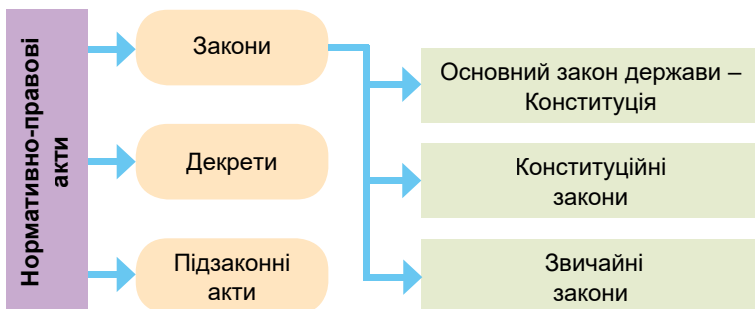 Нормативно-правові
акти
Закони
Декрети
Підзаконні
акти
Основний закон держави –
Конституція
Конституційні
закони
Звичайні
закони